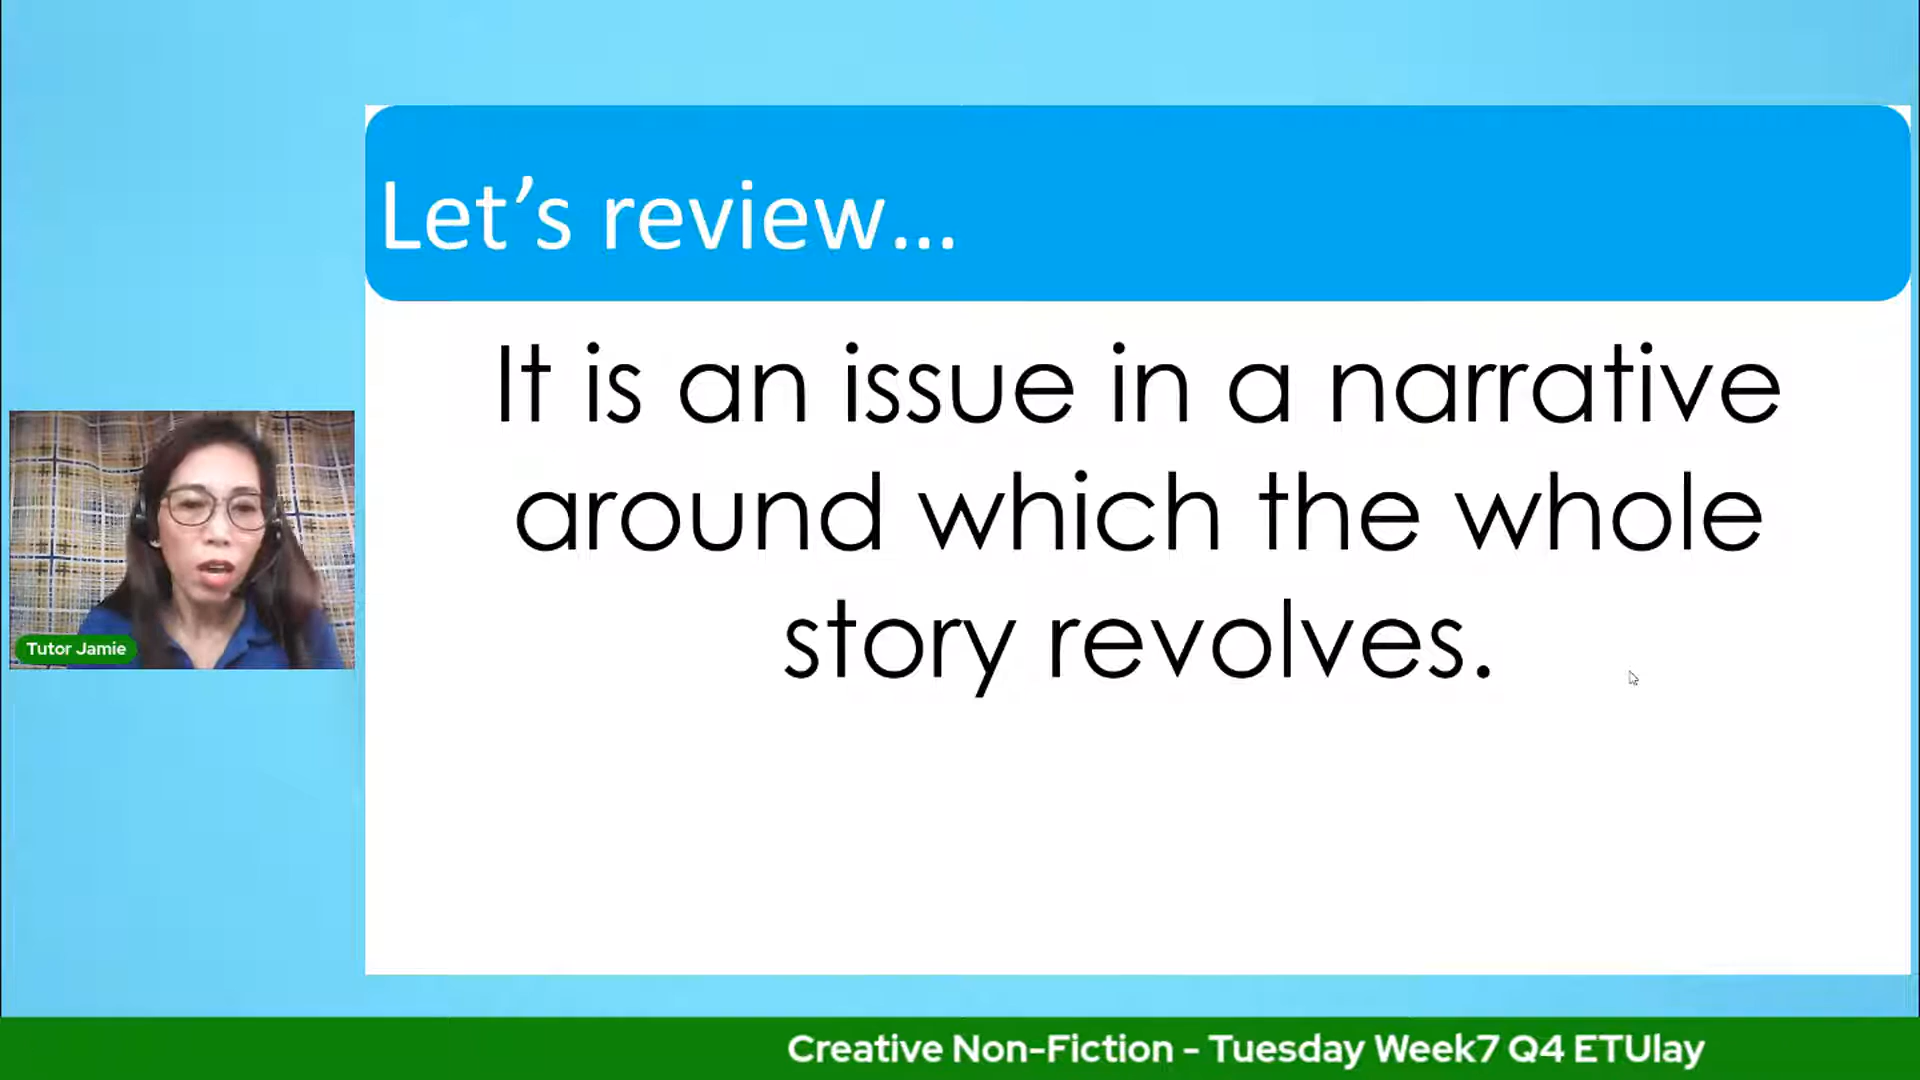 Let’s review...
It is an issue in a narrative
around which the whole
story revolves.
Tutor Jamie
Creative Non-Fiction - Tuesday Week7 Q4 ETUlay